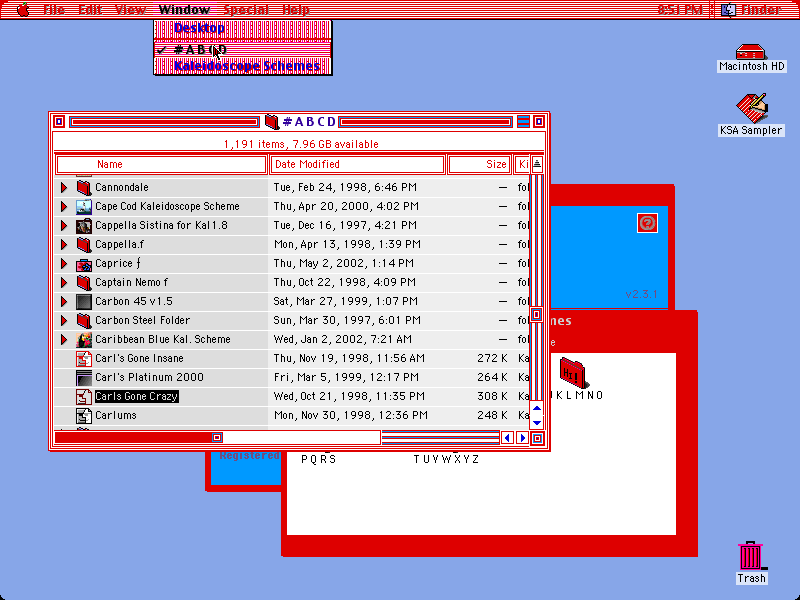 File Edit View Window Special Help 8:51 PM Finder
Desktop
✓ #ABCD
Kaleidoscope Schemes
Macintosh HD
KSA Sampler
#ABCD
1,191 items, 7.96 GB available
Name Date Modified Size Ki
Cannondale Tue, Feb 24, 1998, 6:46 PM — fol
Cape Cod Kaleidoscope Scheme Thu, Apr 20, 2000, 4:02 PM — fol
Cappella Sistina for Kal 1.8 Tue, Dec 16, 1997, 4:21 PM — fol
Cappella.f Mon, Apr 13, 1998, 1:39 PM — fol
Caprice ƒ Thu, May 2, 2002, 1:14 PM — fol
Captain Nemo f Thu, Oct 22, 1998, 4:09 PM — fol
Carbon 45 v1.5 Sat, Mar 27, 1999, 1:07 PM — fol
Carbon Steel Folder Sun, Mar 30, 1997, 6:01 PM — fol
Caribbean Blue Kal. Scheme Wed, Jan 2, 2002, 7:21 AM — fol
Carl's Gone Insane Thu, Nov 19, 1998, 11:56 AM 272 K Ka
Carl's Platinum 2000 Fri, Mar 5, 1999, 12:17 PM 264 K Ka
Carls Gone Crazy Wed, Oct 21, 1998, 11:35 PM 308 K Ka
Carlums Mon, Nov 30, 1998, 12:36 PM 248 K Ka
v2.3.1
mes
e
KLMNO
Registered
PQRS TUVWXYZ
Trash